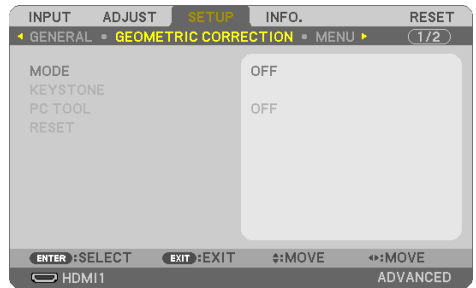 INPUT ADJUST SETUP INFO. RESET
GENERAL • GEOMETRIC CORRECTION • MENU 1/2
MODE OFF
KEYSTONE
PC TOOL OFF
RESET
ENTER :SELECT EXIT :EXIT :MOVE :MOVE
HDMI1 ADVANCED